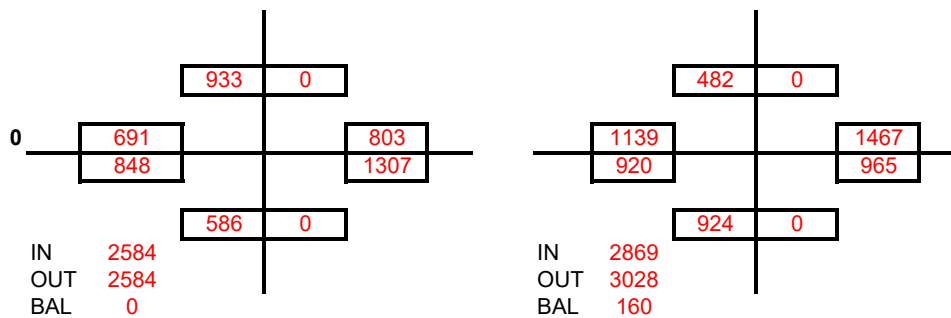 933 0 482 0
0 691 803 1139 1467
848 1307 920 965
586 0 924 0
IN 2584 IN 2869
OUT 2584 OUT 3028
BAL 0 BAL 160